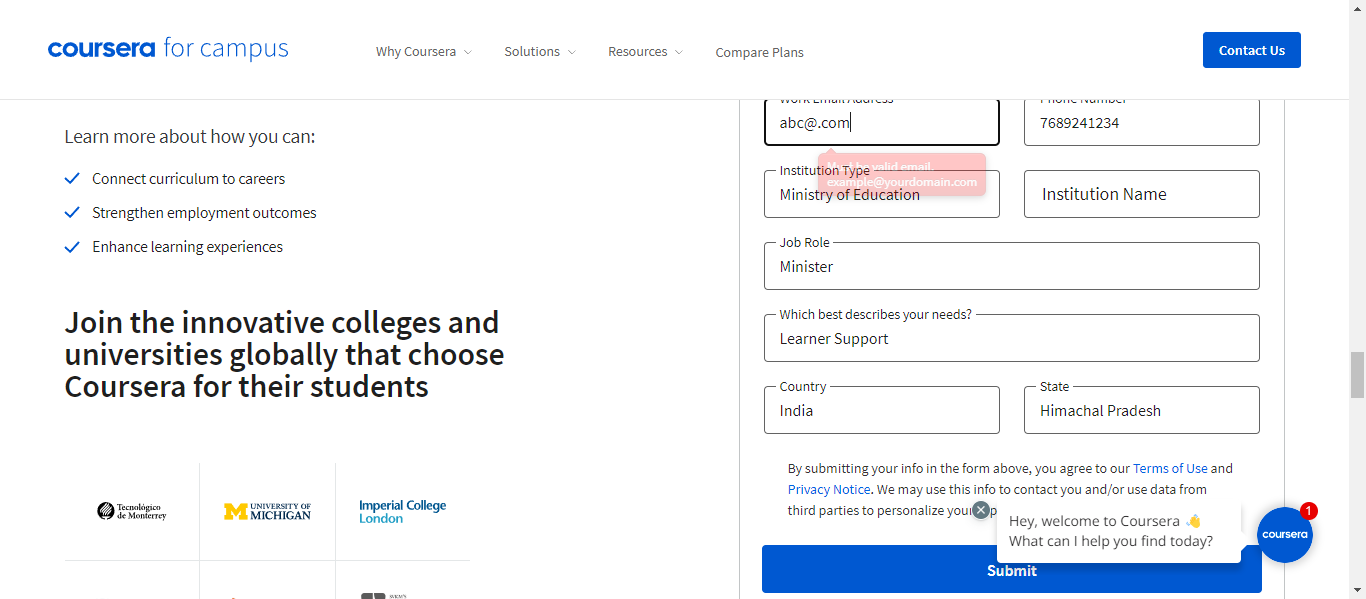 coursera for campus
Why Coursera
Solutions
Resources
Compare Plans
Contact Us
Learn more about how you can:
Connect curriculum to careers
Strengthen employment outcomes
Enhance learning experiences
Join the innovative colleges and
universities globally that choose
Coursera for their students
Tecnológico
de Monterrey
M UNIVERSITY OF
MICHIGAN
Imperial College
London
Work Email Address
abc@.com
Phone Number
7689241234
Must be valid email.
example@yourdomain.com
Institution Type
Ministry of Education
Institution Name
Job Role
Minister
Which best describes your needs?
Learner Support
Country
India
State
Himachal Pradesh
By submitting your info in the form above, you agree to our Terms of Use and
Privacy Notice. We may use this info to contact you and/or use data from
third parties to personalize your
Hey, welcome to Coursera 👋
What can I help you find today?
coursera
1
Submit